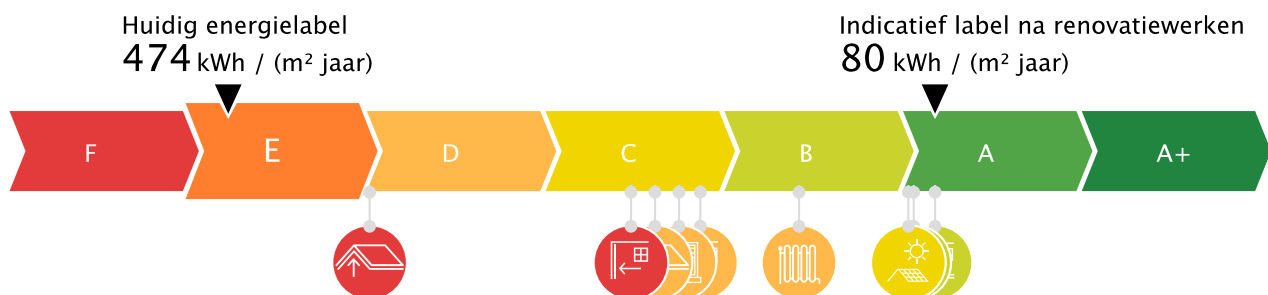 Huidig energielabel
474 kWh / (m² jaar)
Indicatief label na renovatiewerken
80 kWh / (m² jaar)
F E D C B A A+